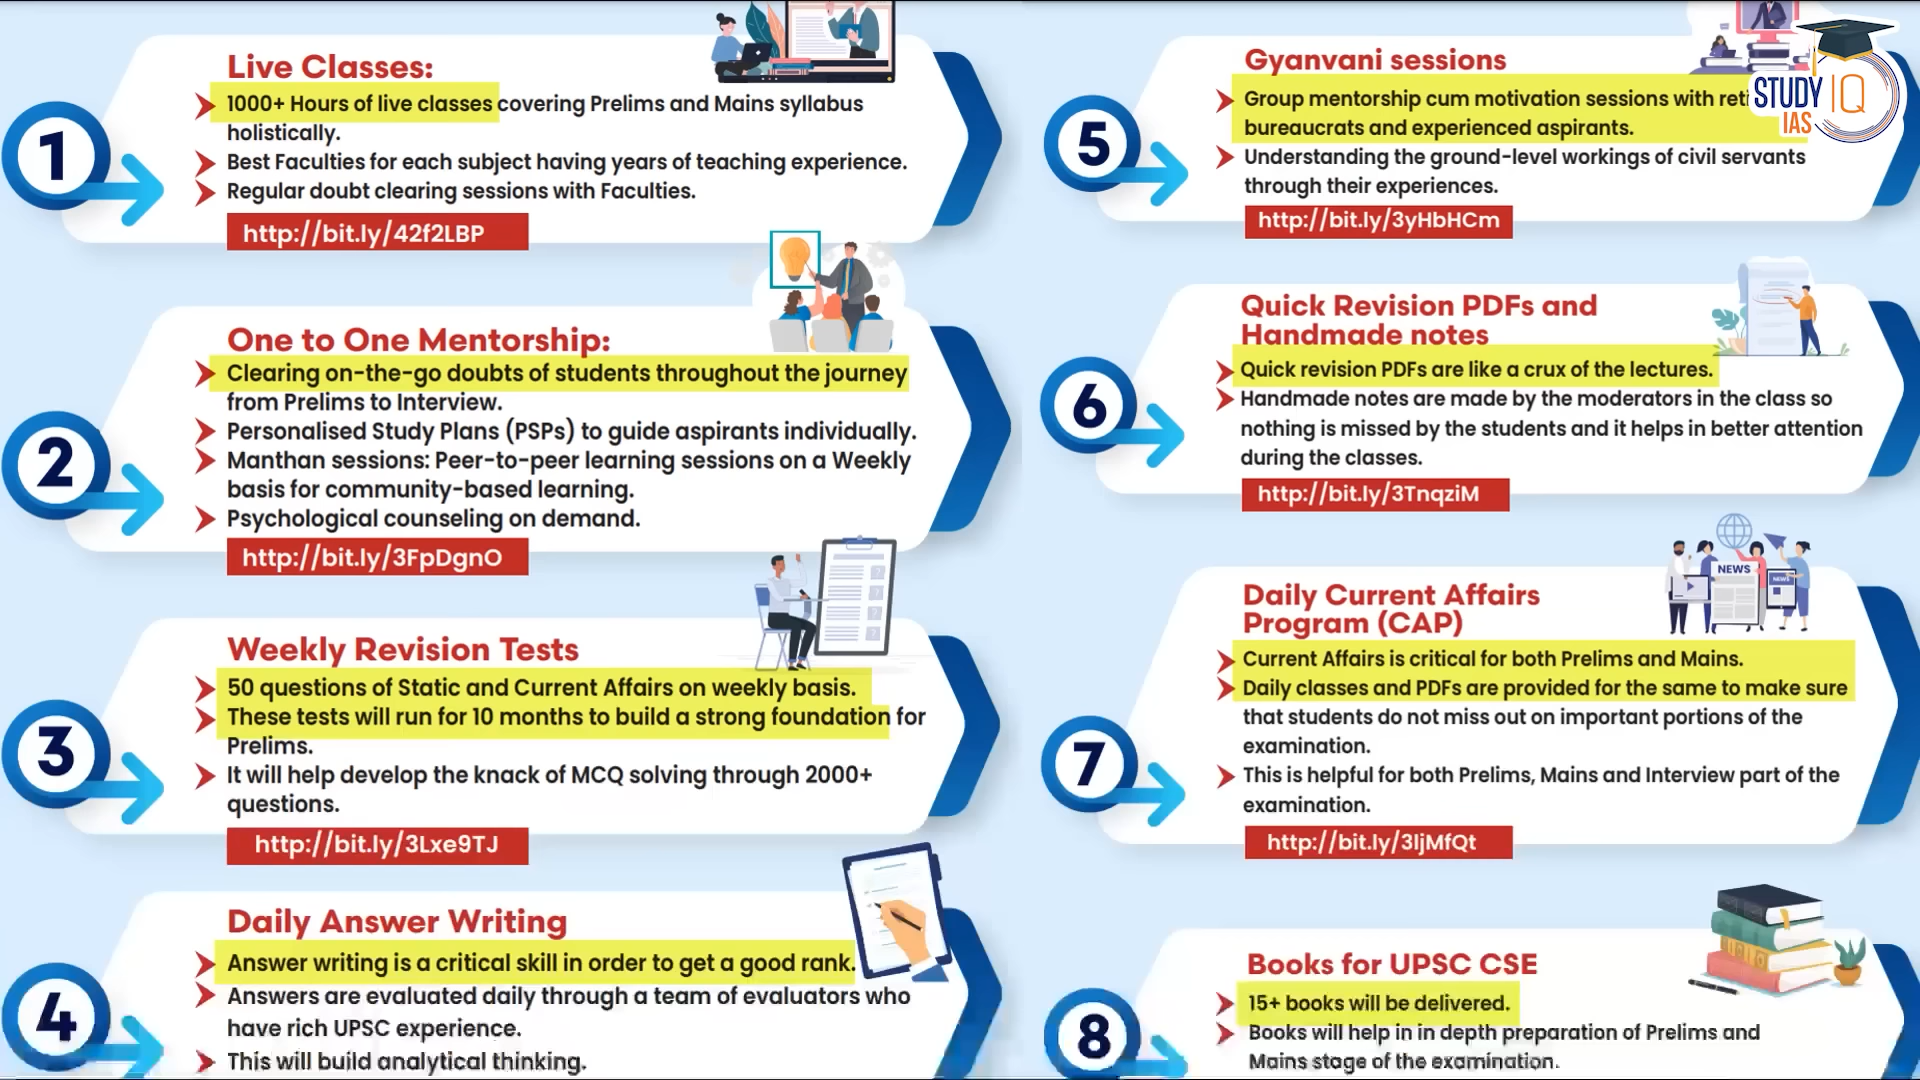 Live Classes:
1000+ Hours of live classes covering Prelims and Mains syllabus
holistically.
Best Faculties for each subject having years of teaching experience.
Regular doubt clearing sessions with Faculties.
http://bit.ly/42f2LBP
1
One to One Mentorship:
Clearing on-the-go doubts of students throughout the journey
from Prelims to Interview.
Personalised Study Plans (PSPs) to guide aspirants individually.
Manthan sessions: Peer-to-peer learning sessions on a Weekly
basis for community-based learning.
Psychological counseling on demand.
http://bit.ly/3FpDgnO
2
Weekly Revision Tests
50 questions of Static and Current Affairs on weekly basis.
These tests will run for 10 months to build a strong foundation for
Prelims.
It will help develop the knack of MCQ solving through 2000+
questions.
http://bit.ly/3Lxe9TJ
3
Daily Answer Writing
Answer writing is a critical skill in order to get a good rank.
Answers are evaluated daily through a team of evaluators who
have rich UPSC experience.
This will build analytical thinking.
4
Gyanvani sessions
Group mentorship cum motivation sessions with
bureaucrats and experienced aspirants.
Understanding the ground-level workings of civil servants
through their experiences.
http://bit.ly/3yHbHCm
5
STUDY IQ
IAS
Quick Revision PDFs and
Handmade notes
Quick revision PDFs are like a crux of the lectures.
Handmade notes are made by the moderators in the class so
nothing is missed by the students and it helps in better attention
during the classes.
http://bit.ly/3TnqziM
6
NEWS
NEWS
Daily Current Affairs
Program (CAP)
Current Affairs is critical for both Prelims and Mains.
Daily classes and PDFs are provided for the same to make sure
that students do not miss out on important portions of the
examination.
This is helpful for both Prelims, Mains and Interview part of the
examination.
http://bit.ly/3ljMfQt
7
Books for UPSC CSE
15+ books will be delivered.
Books will help in in depth preparation of Prelims and
Mains stage of the examination.
8